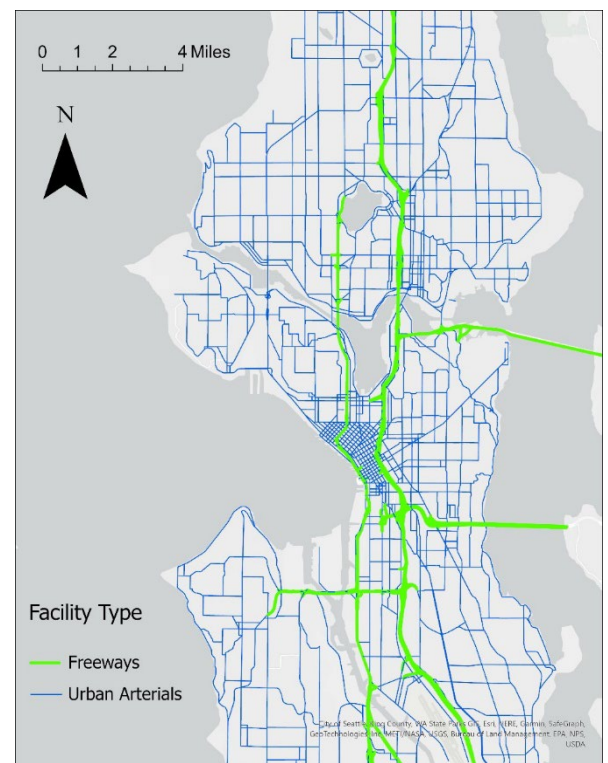 0 1 2 4 Miles
N
Facility Type
Freeways
Urban Arterials
City of Seattle, King County, WA State Parks GIS, Esri, HERE, Garmin, SafeGraph,
GeoTechnologies, Inc, METI/NASA, USGS, Bureau of Land Management, EPA, NPS,
USDA